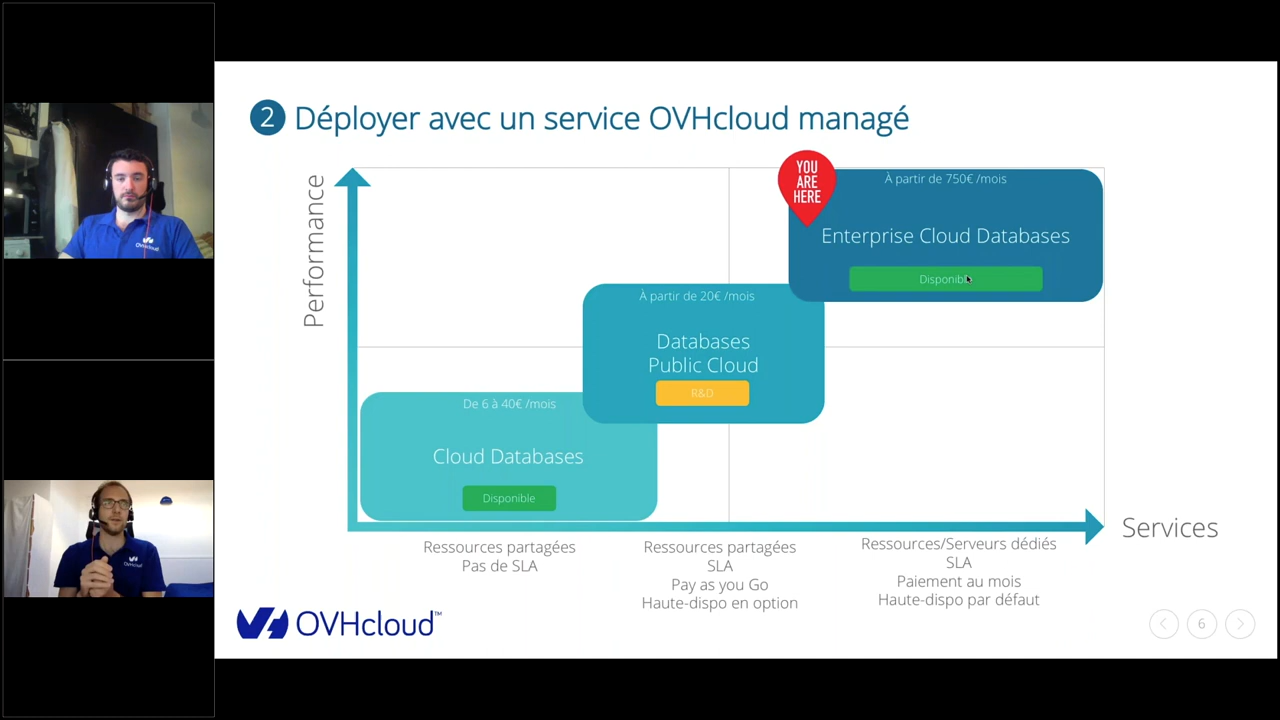 2 Déployer avec un service OVHcloud managé
Performance
YOU
ARE
HERE
À partir de 750€ /mois
Enterprise Cloud Databases
Disponible
À partir de 20€ /mois
Databases
Public Cloud
R&D
De 6 à 40€ /mois
Cloud Databases
Disponible
Services
Ressources partagées
Pas de SLA
Ressources partagées
SLA
Pay as you Go
Haute-dispo en option
Ressources/Serveurs dédiés
SLA
Paiement au mois
Haute-dispo par défaut
OVHcloud™
6
OVHcloud
OVHcloud